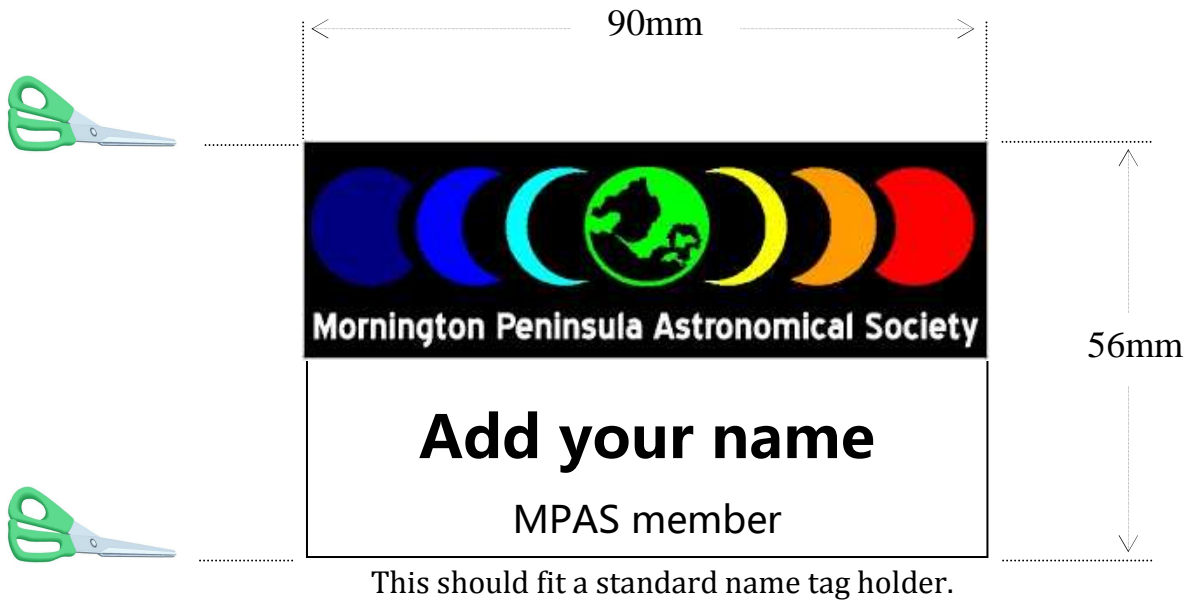 90mm
Mornington Peninsula Astronomical Society
56mm
Add your name
MPAS member
This should fit a standard name tag holder.